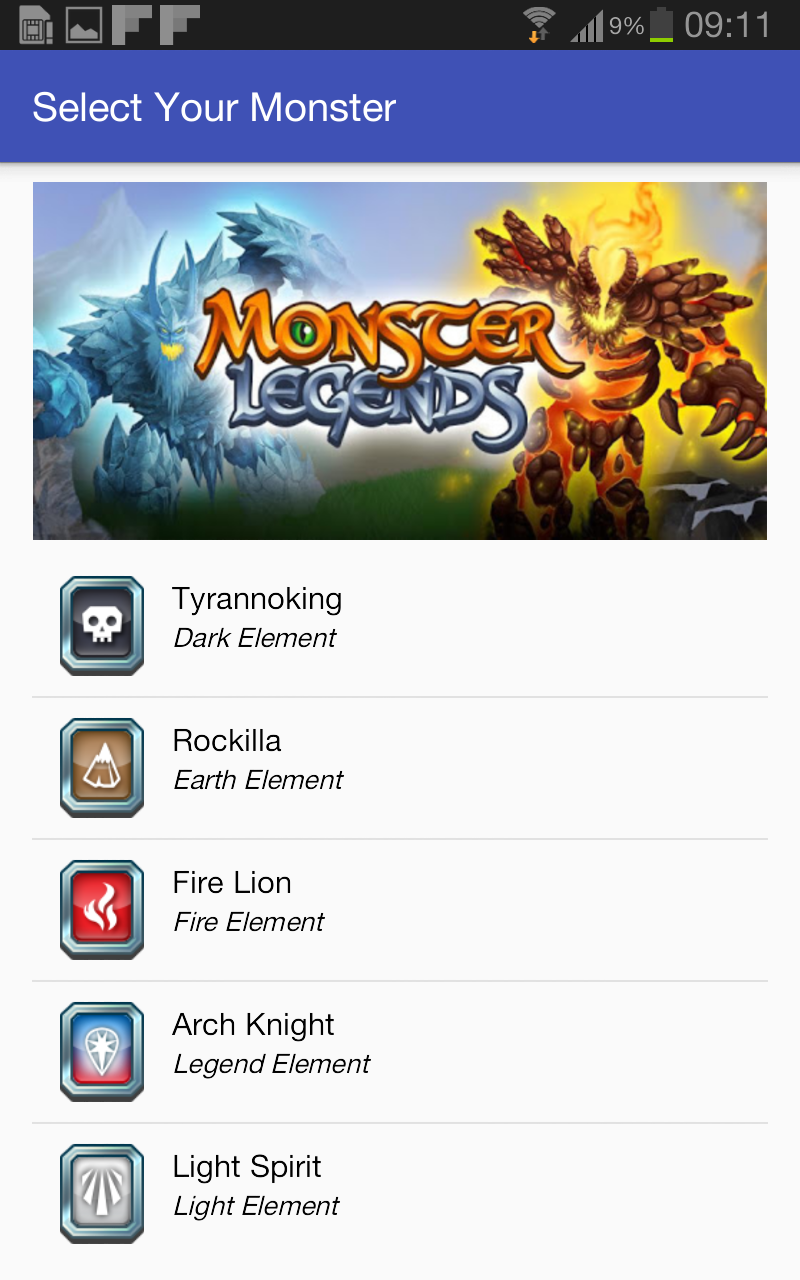 9% 09:11
Select Your Monster
MONSTER
LEGENDS
Tyrannoking
Dark Element
Rockilla
Earth Element
Fire Lion
Fire Element
Arch Knight
Legend Element
Light Spirit
Light Element